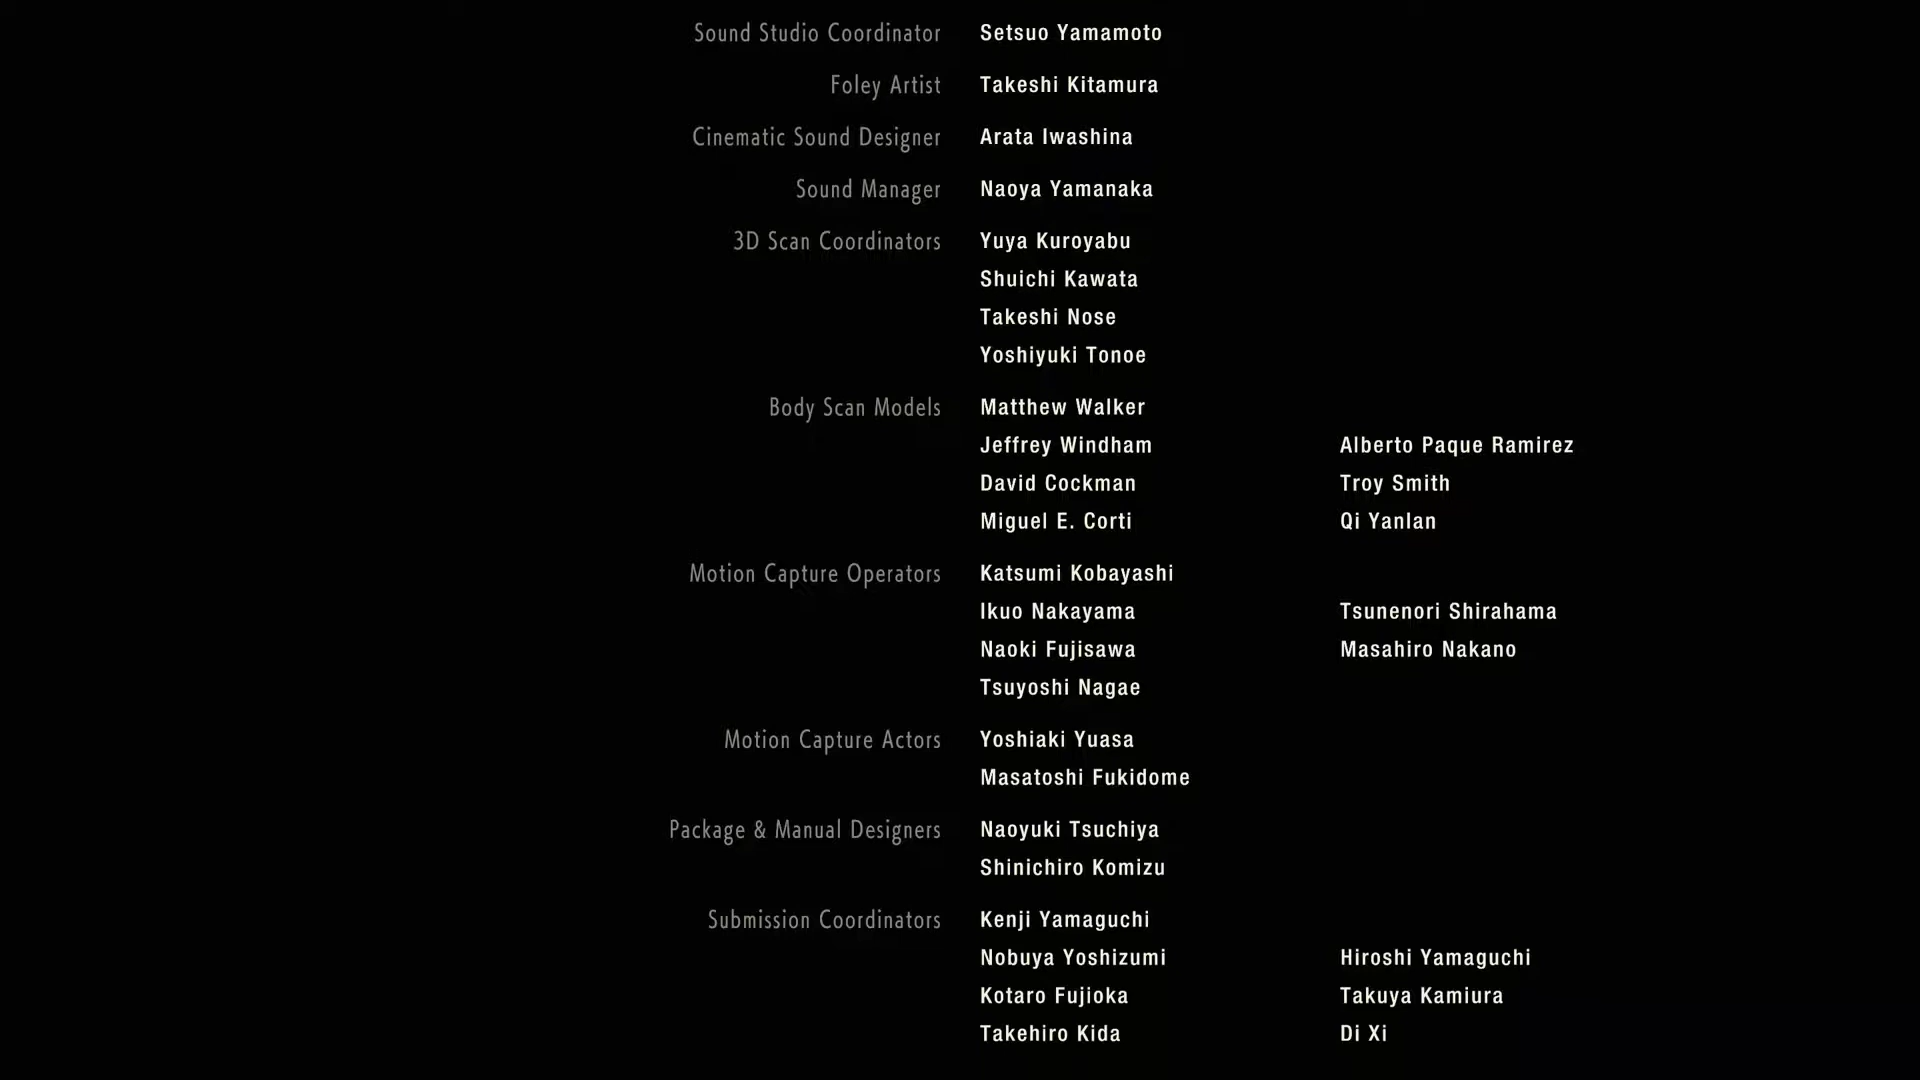 Sound Studio Coordinator Setsuo Yamamoto
Foley Artist Takeshi Kitamura
Cinematic Sound Designer Arata Iwashina
Sound Manager Naoya Yamanaka
3D Scan Coordinators Yuya Kuroyabu
Shuichi Kawata
Takeshi Nose
Yoshiyuki Tonoe
Body Scan Models Matthew Walker
Jeffrey Windham Alberto Paque Ramirez
David Cockman Troy Smith
Miguel E. Corti Qi Yanlan
Motion Capture Operators Katsumi Kobayashi
Ikuo Nakayama Tsunenori Shirahama
Naoki Fujisawa Masahiro Nakano
Tsuyoshi Nagae
Motion Capture Actors Yoshiaki Yuasa
Masatoshi Fukidome
Package & Manual Designers Naoyuki Tsuchiya
Shinichiro Komizu
Submission Coordinators Kenji Yamaguchi
Nobuya Yoshizumi Hiroshi Yamaguchi
Kotaro Fujioka Takuya Kamiura
Takehiro Kida Di Xi